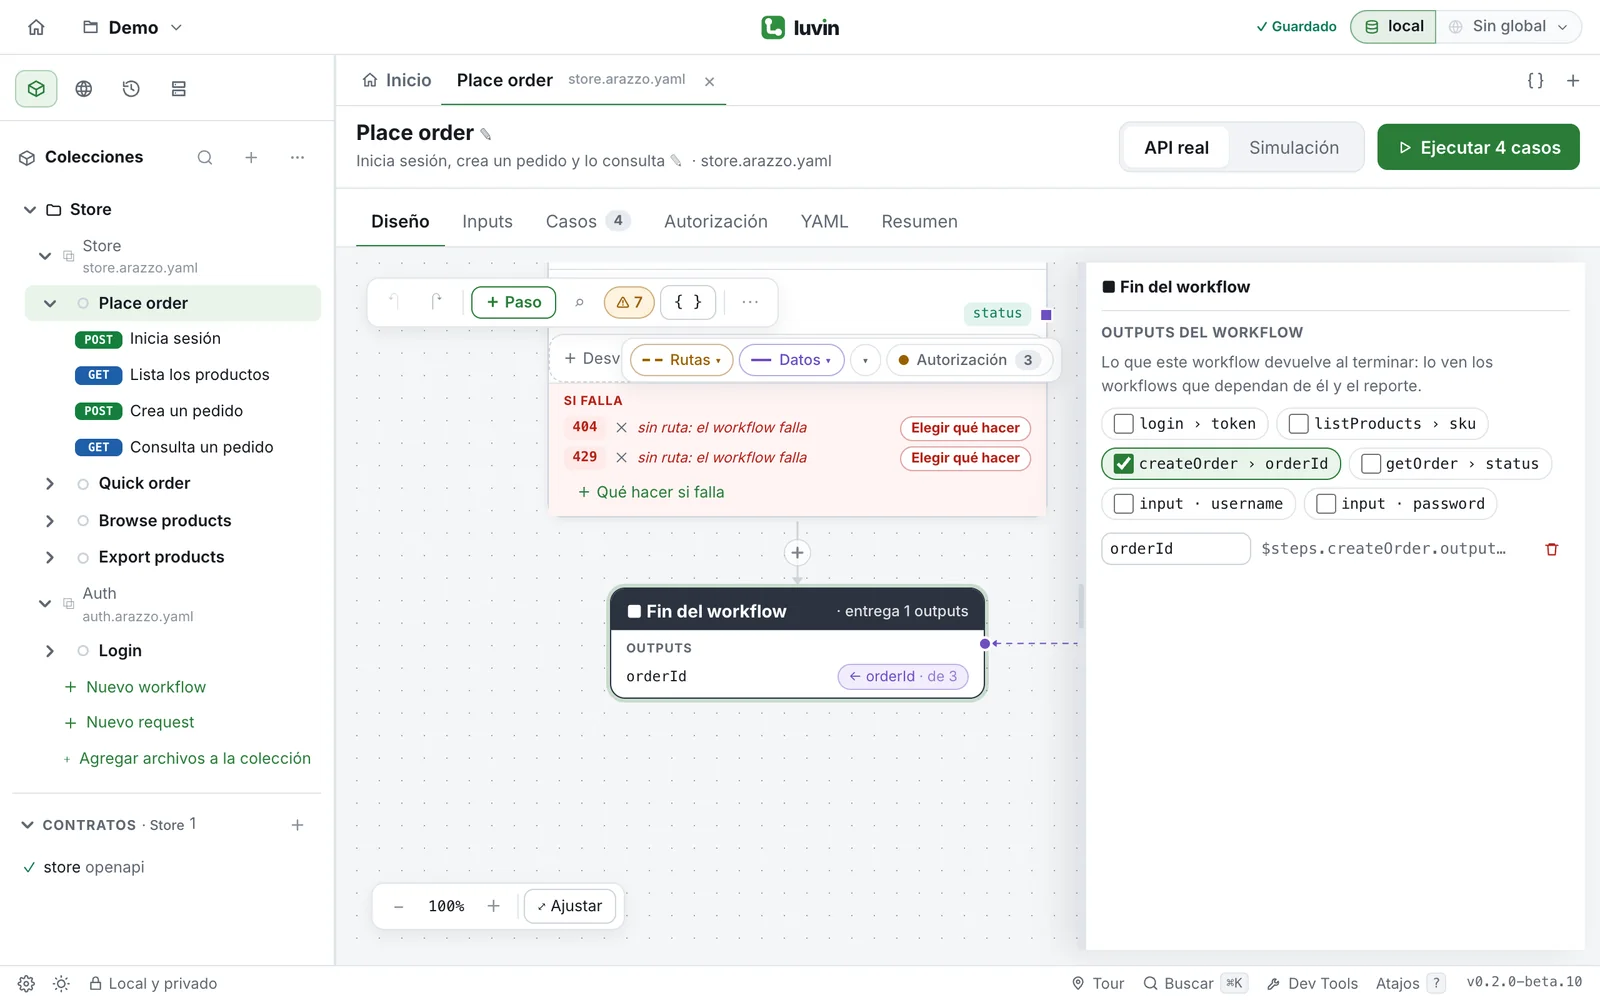 Demo
luvin
Guardado
local
Sin global
Inicio
Place order store.arazzo.yaml
{ }
Colecciones
Place order
Inicia sesión, crea un pedido y lo consulta · store.arazzo.yaml
API real
Simulación
Ejecutar 4 casos
Diseño
Inputs
Casos 4
Autorización
YAML
Resumen
Store
Store
store.arazzo.yaml
Place order
POST Inicia sesión
GET Lista los productos
POST Crea un pedido
GET Consulta un pedido
Quick order
Browse products
Export products
Auth
auth.arazzo.yaml
Login
+ Nuevo workflow
+ Nuevo request
+ Agregar archivos a la colección
CONTRATOS · Store 1
store openapi
+ Paso
7
{ }
...
status
+ Desv
Rutas
Datos
Autorización 3
SI FALLA
404 × sin ruta: el workflow falla
Elegir qué hacer
429 × sin ruta: el workflow falla
Elegir qué hacer
+ Qué hacer si falla
+
Fin del workflow · entrega 1 outputs
OUTPUTS
orderId ← orderId · de 3
− 100% +
Ajustar
Fin del workflow
OUTPUTS DEL WORKFLOW
Lo que este workflow devuelve al terminar: lo ven los
workflows que dependan de él y el reporte.
login › token
listProducts › sku
createOrder › orderId
getOrder › status
input · username
input · password
orderId $steps.createOrder.output…
Local y privado
Tour
Buscar ⌘K
Dev Tools
Atajos ?
v0.2.0-beta.10